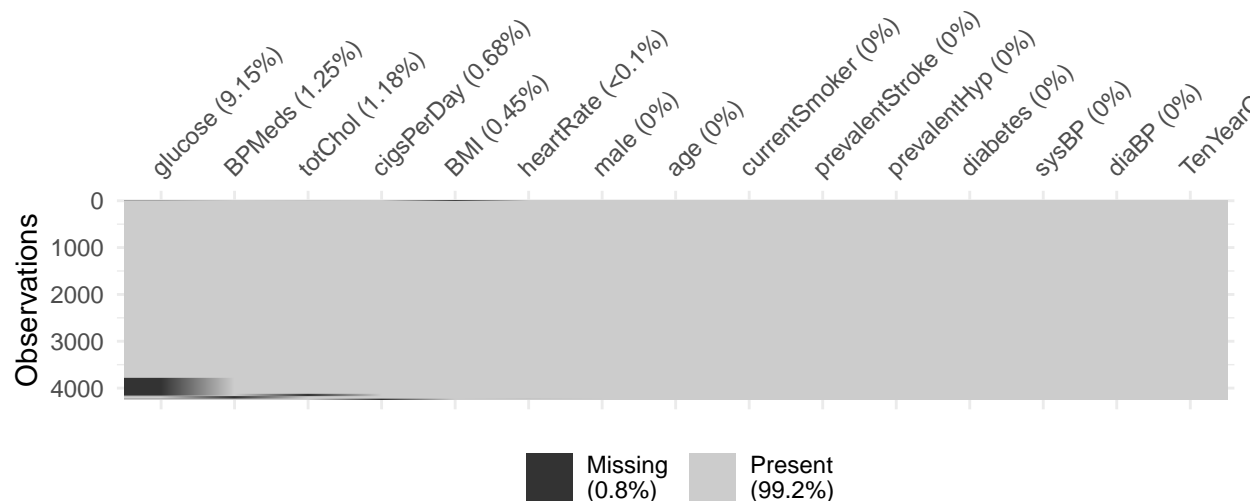 glucose (9.15%)
BPMeds (1.25%)
totChol (1.18%)
cigsPerDay (0.68%)
BMI (0.45%)
heartRate (<0.1%)
male (0%)
age (0%)
currentSmoker (0%)
prevalentStroke (0%)
prevalentHyp (0%)
diabetes (0%)
sysBP (0%)
diaBP (0%)
TenYearC
Observations
0
1000
2000
3000
4000
Missing
(0.8%)
Present
(99.2%)